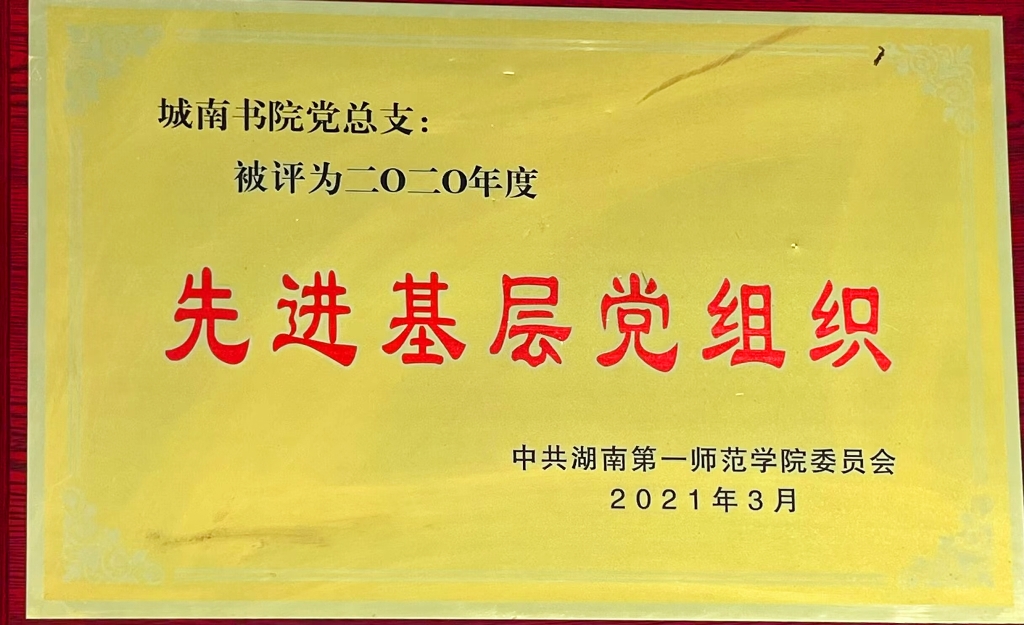 城南书院党总支：
被评为二〇二〇年度
先进基层党组织
中共湖南第一师范学院委员会
2021年3月